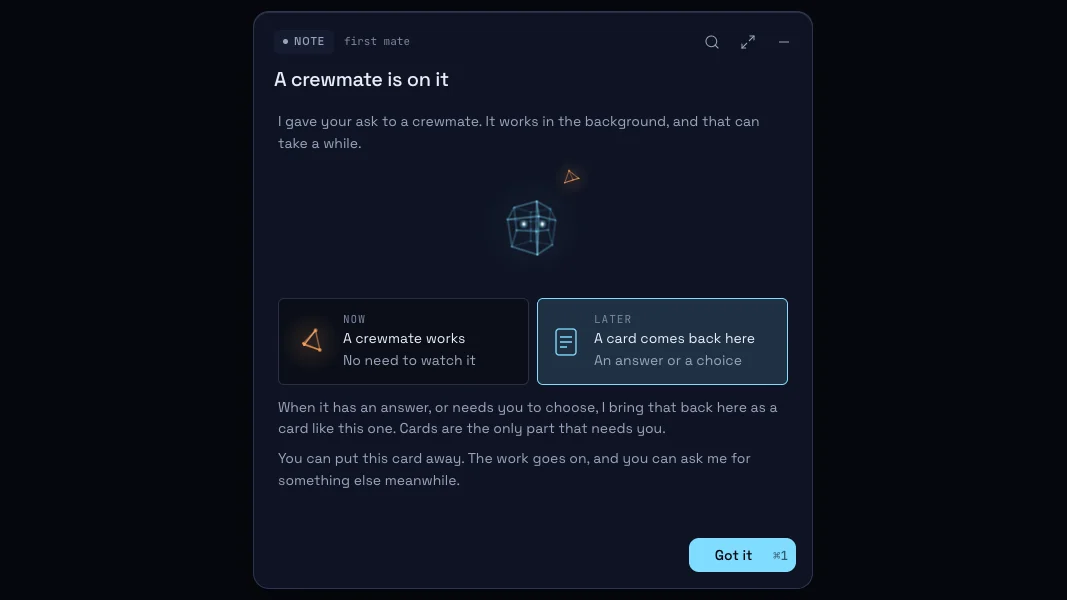 NOTE first mate
A crewmate is on it
I gave your ask to a crewmate. It works in the background, and that can
take a while.
NOW
A crewmate works
No need to watch it
LATER
A card comes back here
An answer or a choice
When it has an answer, or needs you to choose, I bring that back here as a
card like this one. Cards are the only part that needs you.
You can put this card away. The work goes on, and you can ask me for
something else meanwhile.
Got it ⌘1